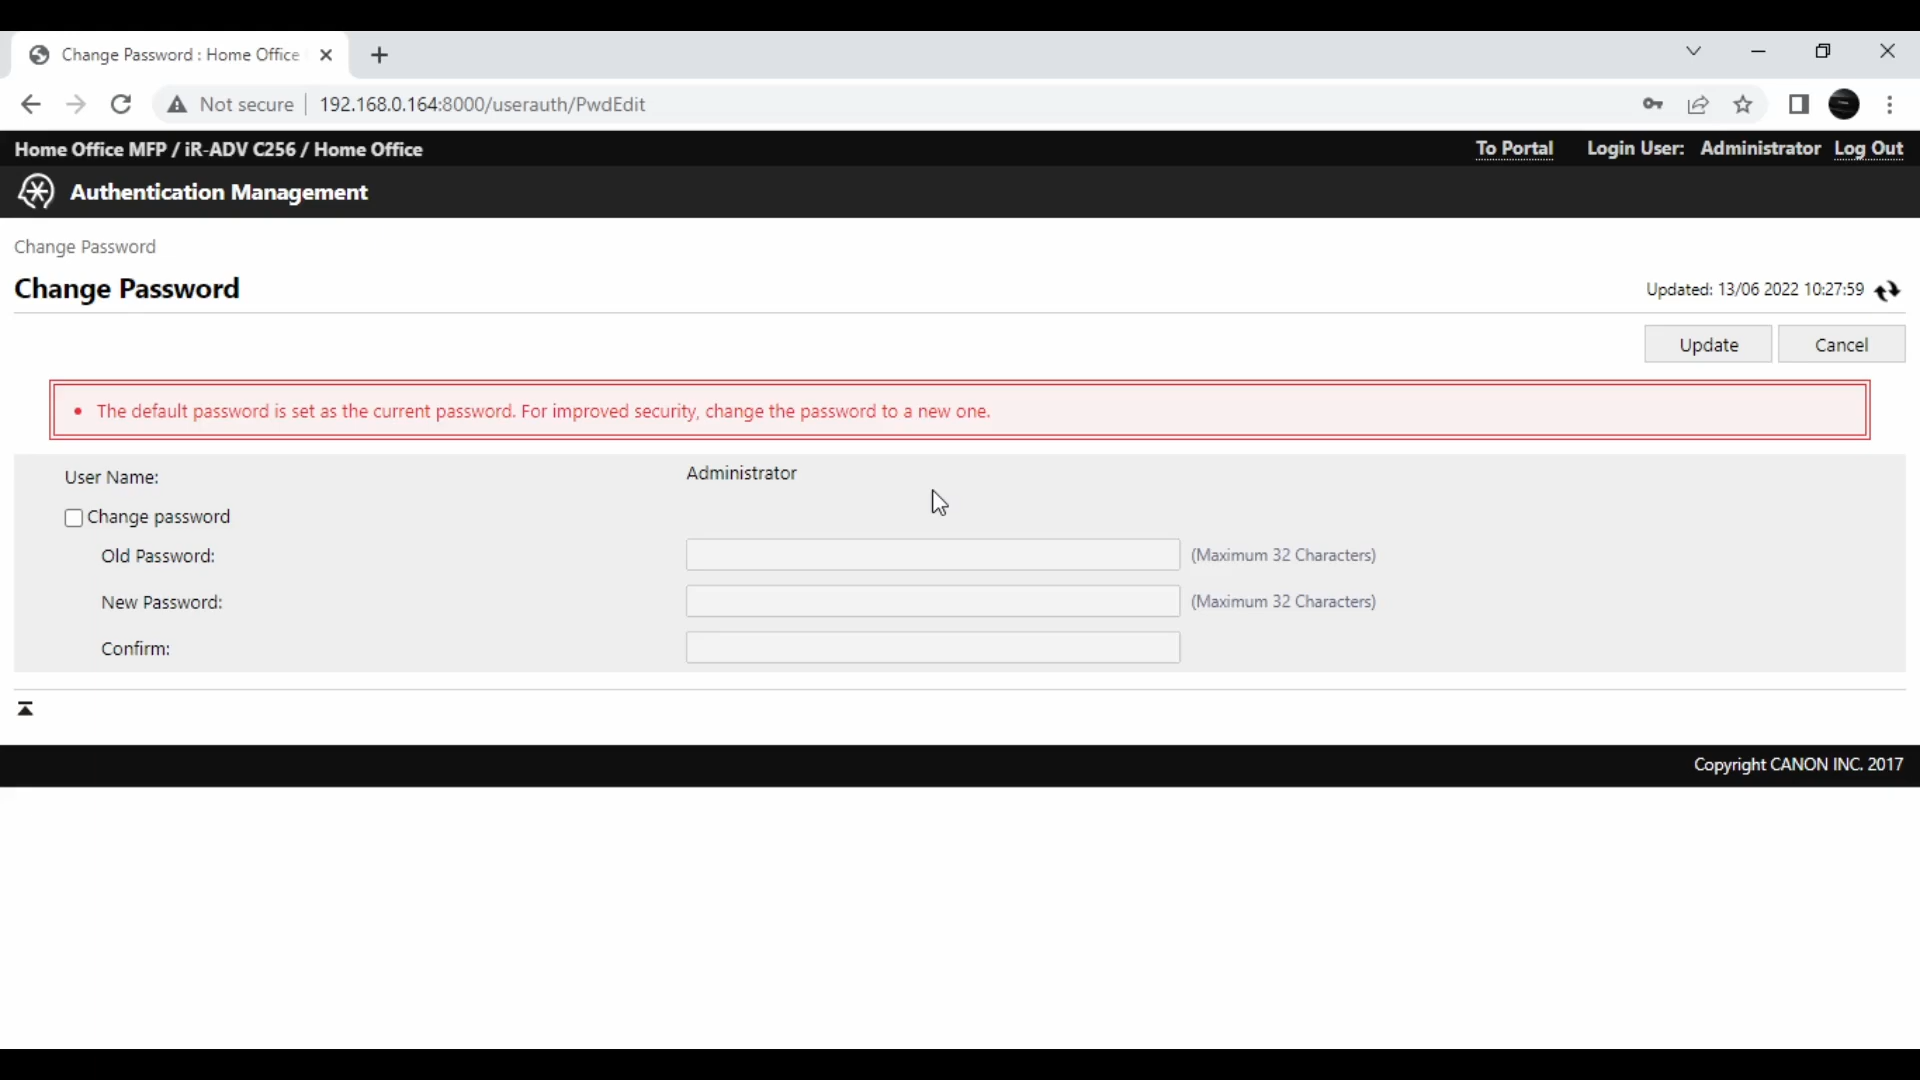 Change Password : Home Office
Not secure 192.168.0.164:8000/userauth/PwdEdit
Home Office MFP / iR-ADV C256 / Home Office To Portal Login User: Administrator Log Out
Authentication Management
Change Password
Change Password Updated: 13/06 2022 10:27:59
Update Cancel
The default password is set as the current password. For improved security, change the password to a new one.
User Name: Administrator
Change password
Old Password: (Maximum 32 Characters)
New Password: (Maximum 32 Characters)
Confirm:
Copyright CANON INC. 2017